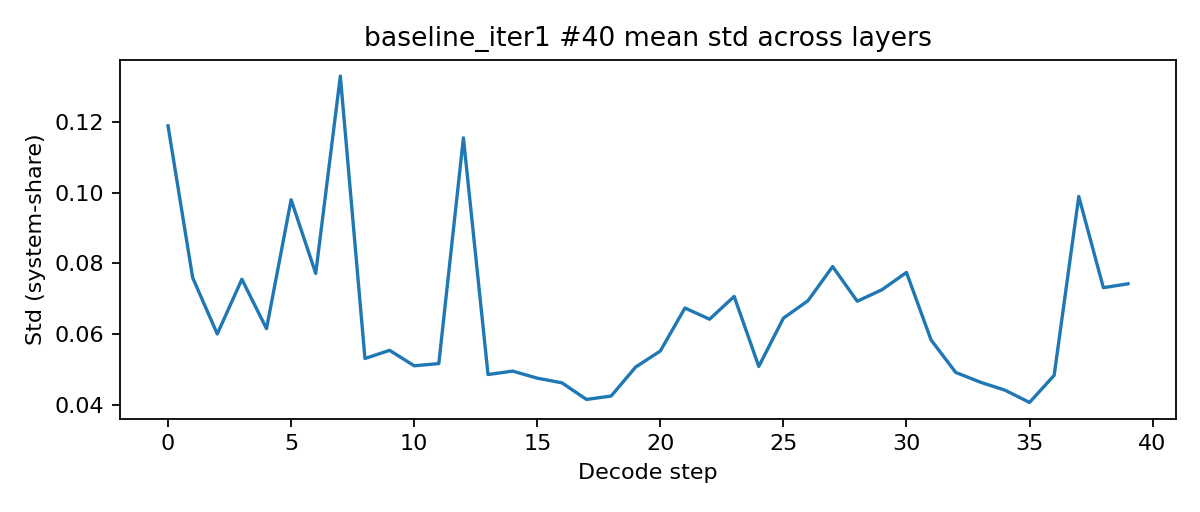 baseline_iter1 #40 mean std across layers
Std (system-share)
0.12
0.10
0.08
0.06
0.04
0 5 10 15 20 25 30 35 40
Decode step